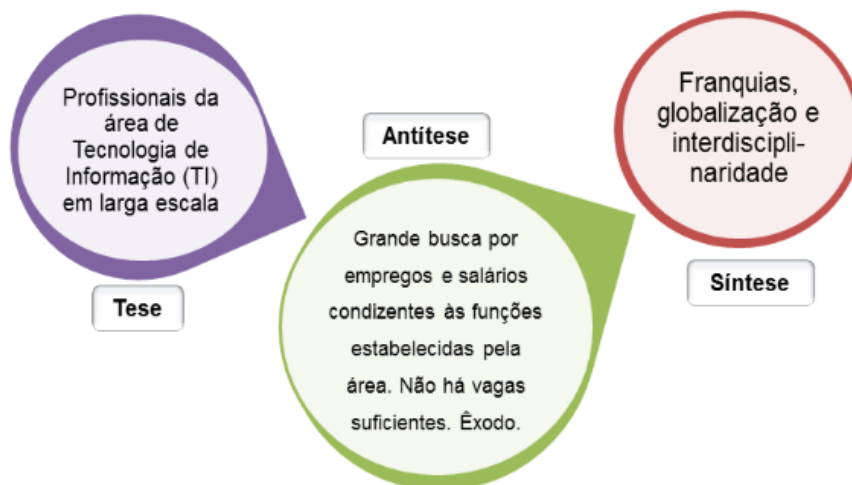 Profissionais da
área de
Tecnologia de
Informação (TI)
em larga escala
Tese
Antítese
Grande busca por
empregos e salários
condizentes às funções
estabelecidas pela
área. Não há vagas
suficientes. Êxodo.
Franquias,
globalização e
interdiscipli-
naridade
Síntese